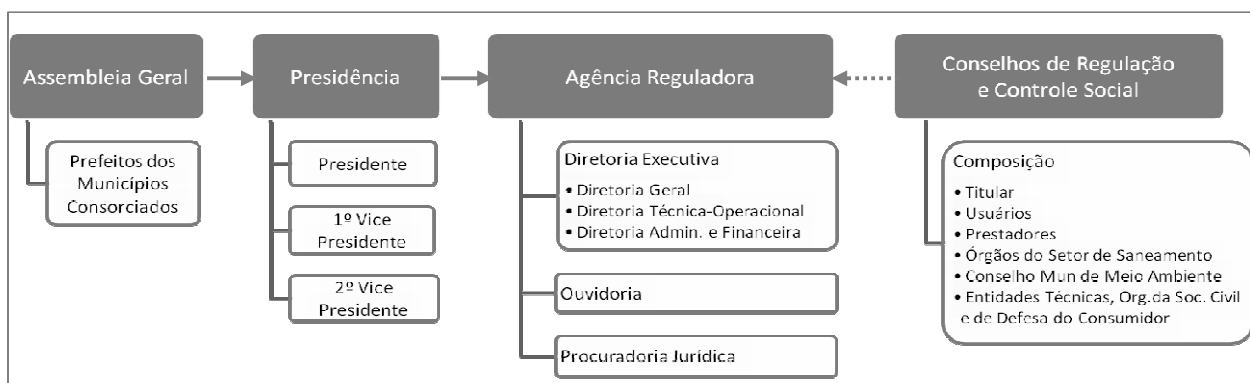 Assembleia Geral
Prefeitos dos
Municípios
Consorciados
Presidência
Presidente
1º Vice
Presidente
2º Vice
Presidente
Agência Reguladora
Diretoria Executiva
• Diretoria Geral
• Diretoria Técnica-Operacional
• Diretoria Admin. e Financeira
Ouvidoria
Procuradoria Jurídica
Conselhos de Regulação
e Controle Social
Composição
• Titular
• Usuários
• Prestadores
• Órgãos do Setor de Saneamento
• Conselho Mun de Meio Ambiente
• Entidades Técnicas, Org.da Soc. Civil
e de Defesa do Consumidor